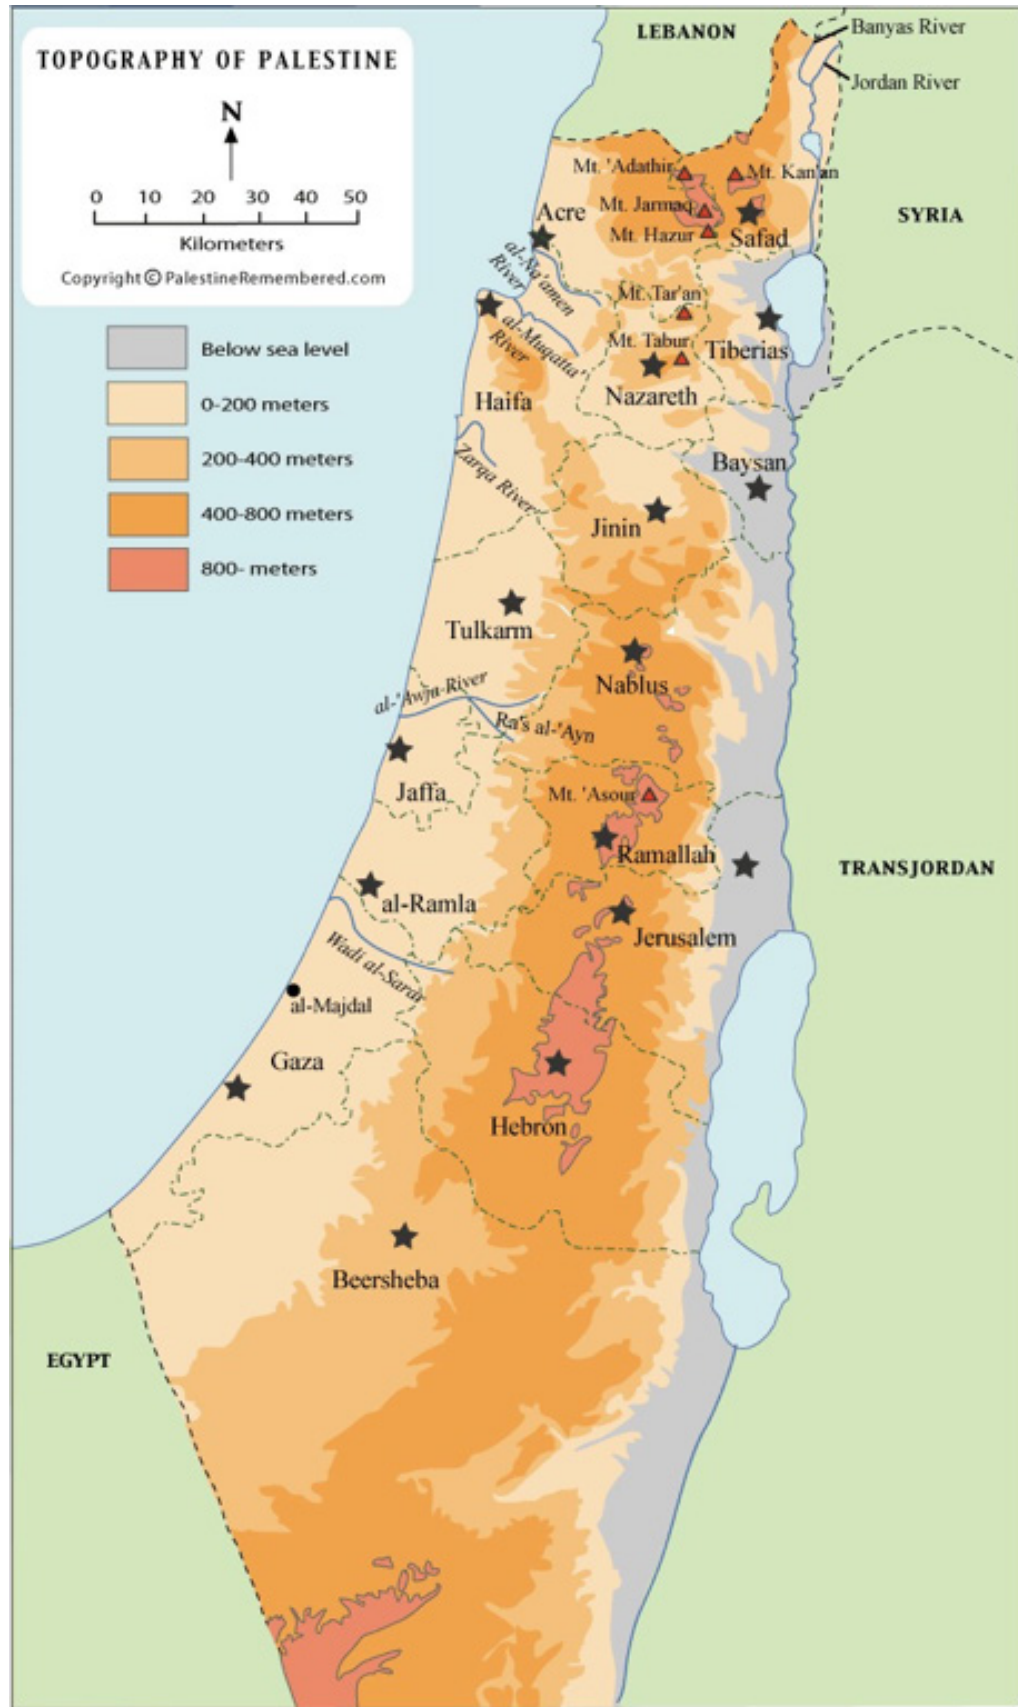 TOPOGRAPHY OF PALESTINE
N
0 10 20 30 40 50
Kilometers
Copyright © PalestineRemembered.com
Below sea level
0-200 meters
200-400 meters
400-800 meters
800- meters
LEBANON
Banyas River
Jordan River
SYRIA
Mt. 'Adathir
Mt. Kan'an
Mt. Jarmaq
Acre
Mt. Hazur
Safad
al-Na'amen
River
Mt. Tar'an
al-Muqatta'
River
Mt. Tabur
Tiberias
Nazareth
Haifa
Zarqa River
Baysan
Jinin
Tulkarm
Nablus
al-'Awja-River
Ra's al-'Ayn
Jaffa
Mt. 'Asour
Ramallah
TRANSJORDAN
al-Ramla
Jerusalem
Wadi al-Sarar
al-Majdal
Gaza
Hebron
Beersheba
EGYPT